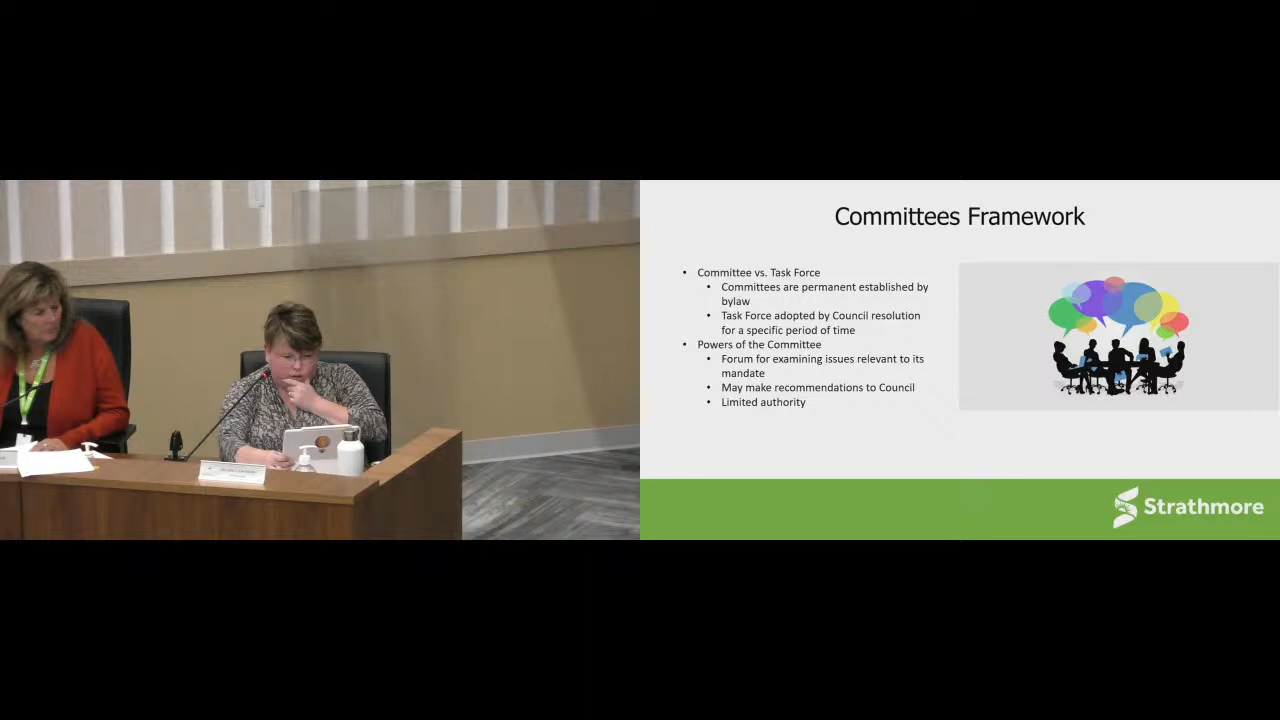 Committees Framework
• Committee vs. Task Force
• Committees are permanent established by
bylaw
• Task Force adopted by Council resolution
for a specific period of time
• Powers of the Committee
• Forum for examining issues relevant to its
mandate
• May make recommendations to Council
• Limited authority
Strathmore